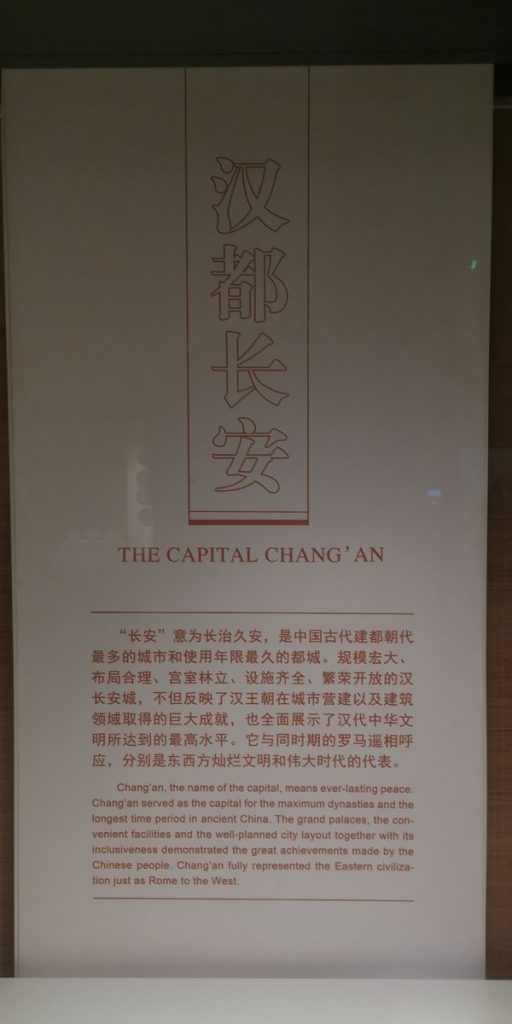 汉都长安
THE CAPITAL CHANG’AN
“长安”意为长治久安，是中国古代建都朝代
最多的城市和使用年限最久的都城。规模宏大、
布局合理、宫室林立、设施齐全、繁荣开放的汉
长安城，不但反映了汉王朝在城市营建以及建筑
领域取得的巨大成就，也全面展示了汉代中华文
明所达到的最高水平。它与同时期的罗马遥相呼
应，分别是东西方灿烂文明和伟大时代的代表。
Chang’an, the name of the capital, means ever-lasting peace.
Chang’an served as the capital for the maximum dynasties and the
longest time period in ancient China. The grand palaces, the con-
venient facilities and the well-planned city layout together with its
inclusiveness demonstrated the great achievements made by the
Chinese people. Chang’an fully represented the Eastern civiliza-
tion just as Rome to the West.